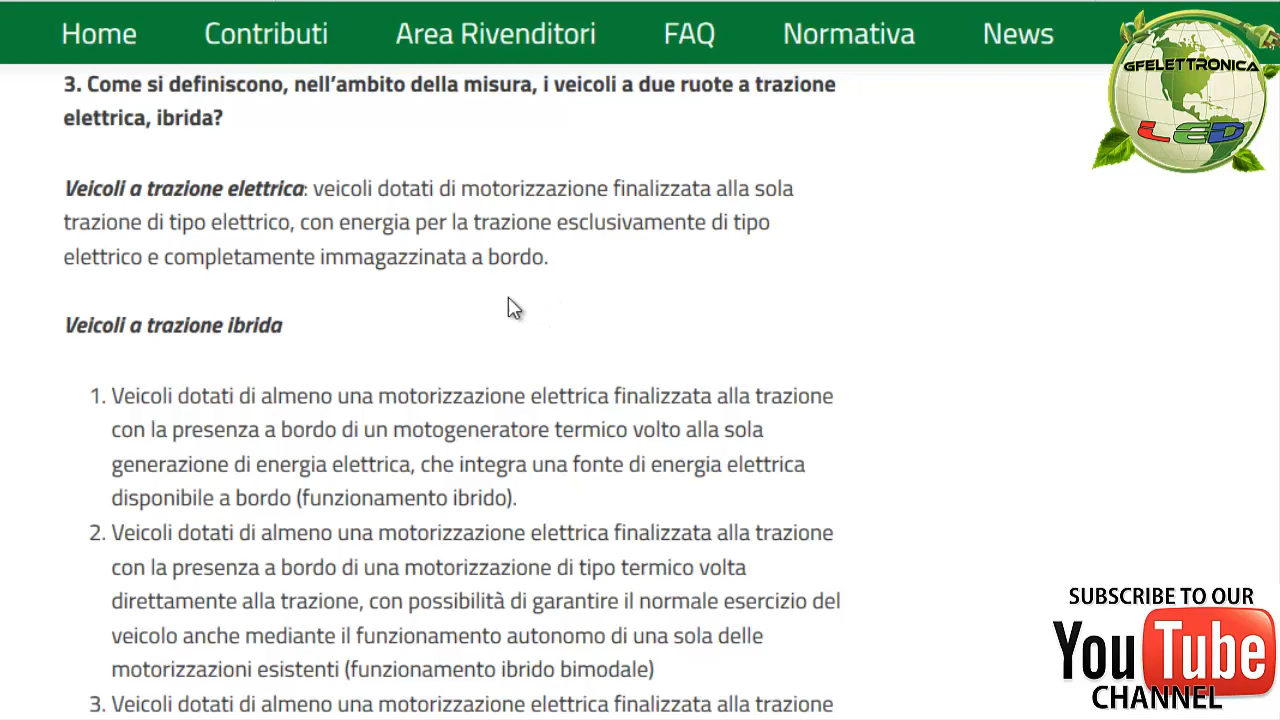 Home Contributi Area Rivenditori FAQ Normativa News
GFELETTRONICA
LED
3. Come si definiscono, nell’ambito della misura, i veicoli a due ruote a trazione
elettrica, ibrida?
Veicoli a trazione elettrica: veicoli dotati di motorizzazione finalizzata alla sola
trazione di tipo elettrico, con energia per la trazione esclusivamente di tipo
elettrico e completamente immagazzinata a bordo.
Veicoli a trazione ibrida
1. Veicoli dotati di almeno una motorizzazione elettrica finalizzata alla trazione
con la presenza a bordo di un motogeneratore termico volto alla sola
generazione di energia elettrica, che integra una fonte di energia elettrica
disponibile a bordo (funzionamento ibrido).
2. Veicoli dotati di almeno una motorizzazione elettrica finalizzata alla trazione
con la presenza a bordo di una motorizzazione di tipo termico volta
direttamente alla trazione, con possibilità di garantire il normale esercizio del
veicolo anche mediante il funzionamento autonomo di una sola delle
motorizzazioni esistenti (funzionamento ibrido bimodale)
3. Veicoli dotati di almeno una motorizzazione elettrica finalizzata alla trazione
SUBSCRIBE TO OUR
YouTube
CHANNEL